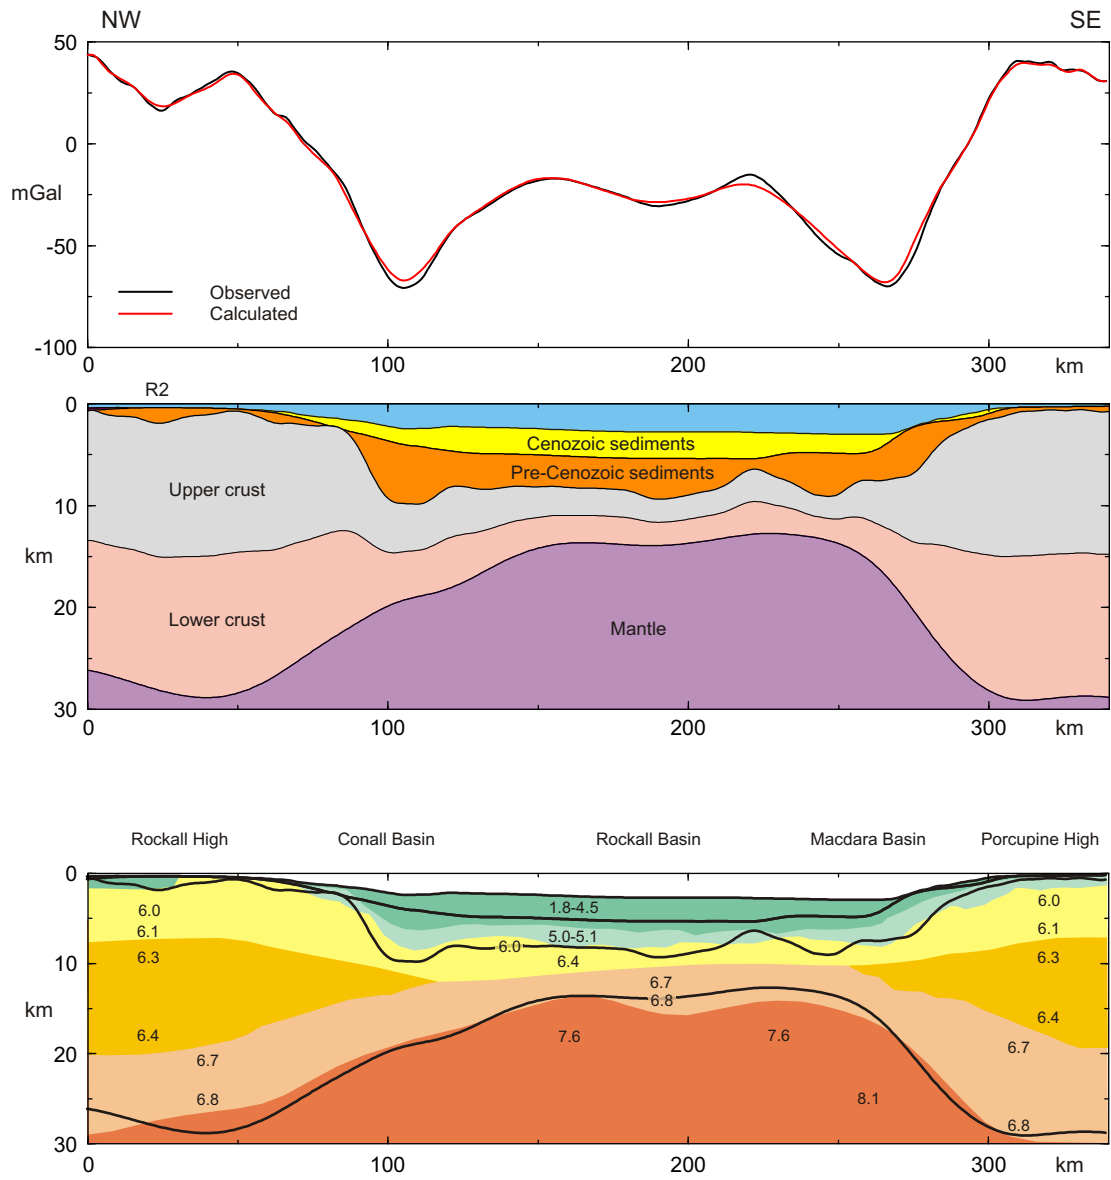 NW SE
50
0
mGal
-50
Observed
Calculated
-100
0 100 200 300 km
R2
0
Cenozoic sediments
Pre-Cenozoic sediments
Upper crust
10
km
20
Lower crust
Mantle
30
0 100 200 300 km
Rockall High Conall Basin Rockall Basin Macdara Basin Porcupine High
0
6.0 1.8-4.5 6.0
6.1 5.0-5.1 6.1
6.0
6.3 6.4 6.3
10
6.7
6.8
km
6.4 7.6 7.6 6.4
20
6.7 6.7
6.8 8.1
6.8
30
0 100 200 300 km